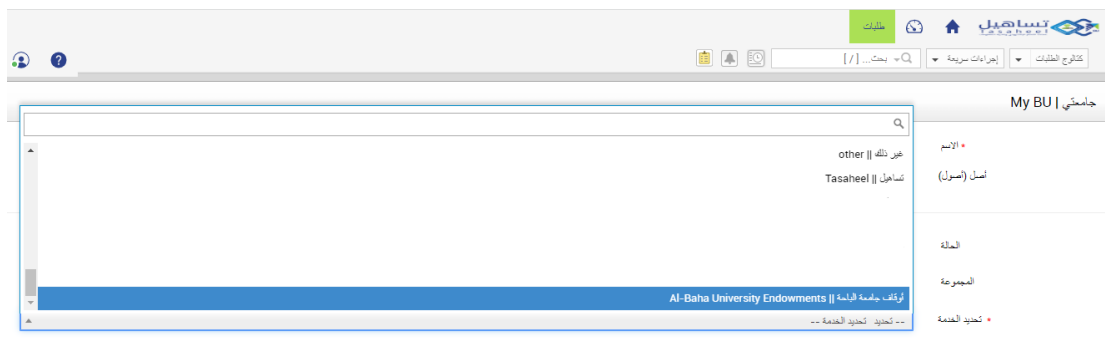 تساهيل
Tasaheel
طلبات
كتالوج الطلبات
إجراءات سريعة
بحث... [ / ]
جامعتي | My BU
الاسم *
غير ذلك || other
أصل (أصول)
تساهيل || Tasaheel
الحالة
المجموعة
أوقاف جامعة الباحة || Al-Baha University Endowments
تحديد الخدمة *
-- تحديد تحديد الخدمة --